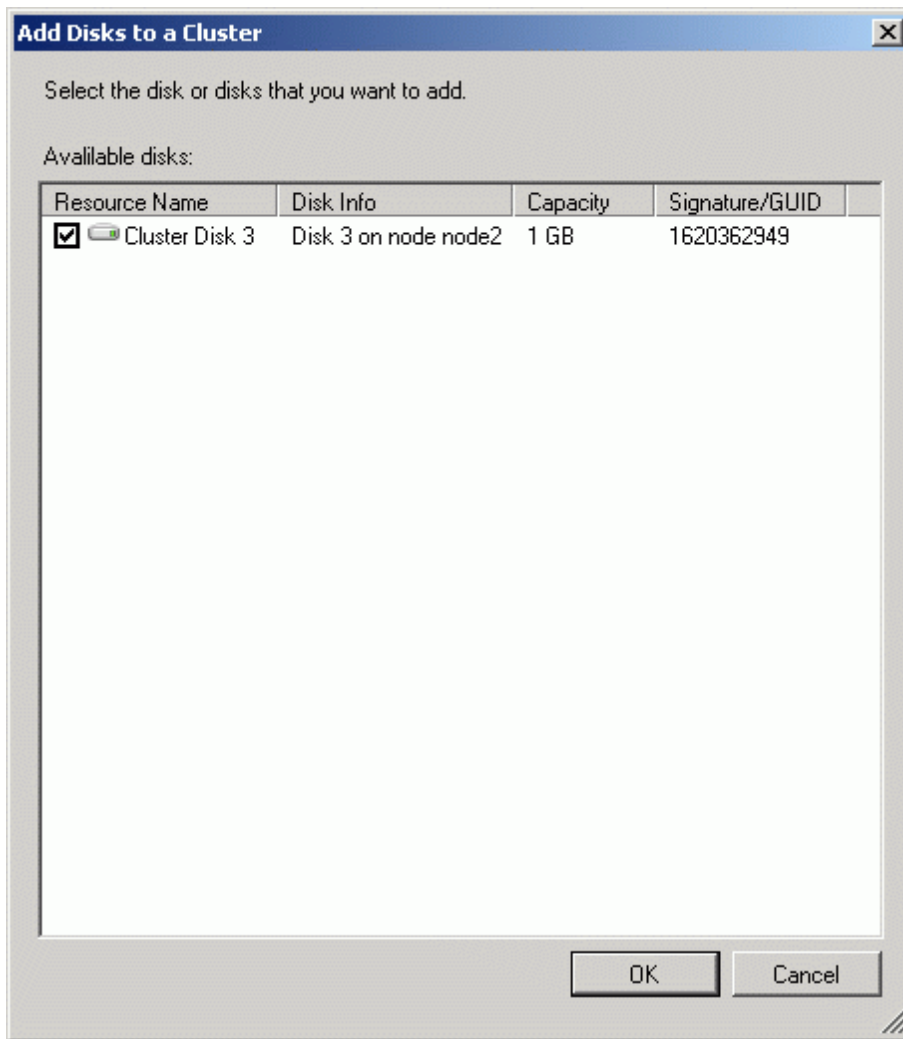 Add Disks to a Cluster
Select the disk or disks that you want to add.
Avalilable disks:
Resource Name Disk Info Capacity Signature/GUID
Cluster Disk 3 Disk 3 on node node2 1 GB 1620362949
OK Cancel